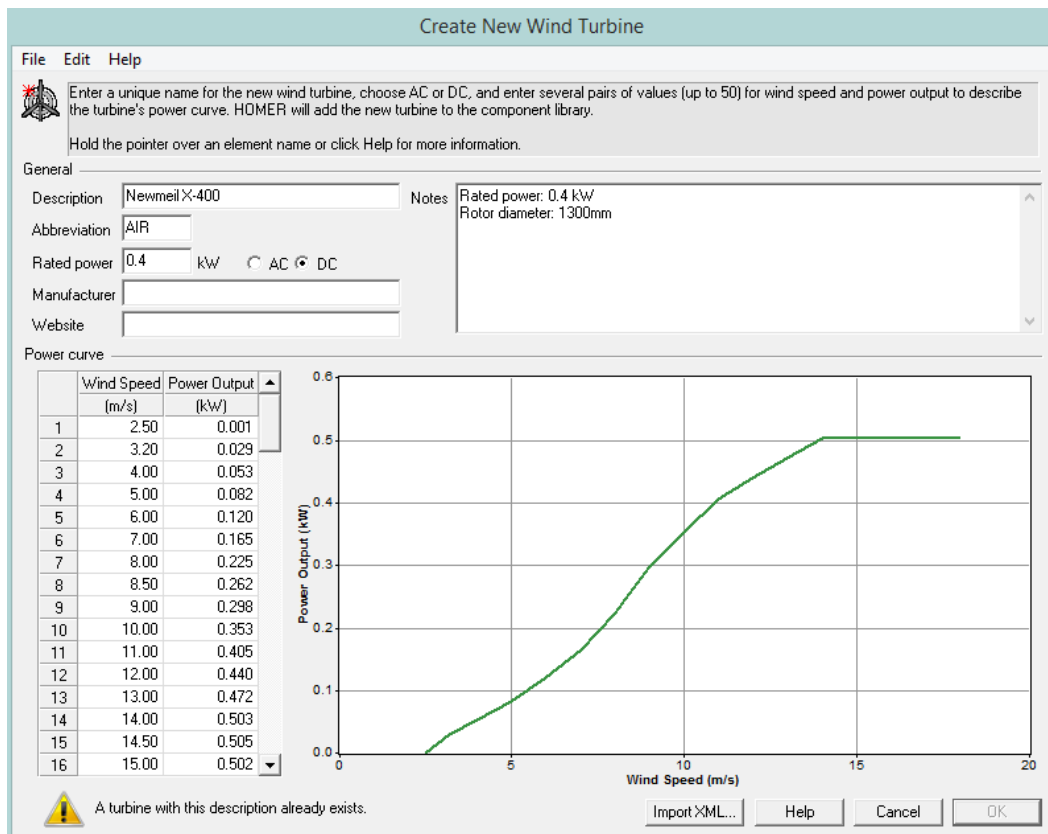 Create New Wind Turbine
File Edit Help
Enter a unique name for the new wind turbine, choose AC or DC, and enter several pairs of values (up to 50) for wind speed and power output to describe
the turbine's power curve. HOMER will add the new turbine to the component library.
Hold the pointer over an element name or click Help for more information.
General
Description Newmeil X-400
Abbreviation AIR
Rated power 0.4 kW AC DC
Manufacturer
Website
Notes Rated power: 0.4 kW
Rotor diameter: 1300mm
Power curve
Wind Speed Power Output
(m/s) (kW)
1 2.50 0.001
2 3.20 0.029
3 4.00 0.053
4 5.00 0.082
5 6.00 0.120
6 7.00 0.165
7 8.00 0.225
8 8.50 0.262
9 9.00 0.298
10 10.00 0.353
11 11.00 0.405
12 12.00 0.440
13 13.00 0.472
14 14.00 0.503
15 14.50 0.505
16 15.00 0.502
Power Output (kW)
0.6
0.5
0.4
0.3
0.2
0.1
0.0
0 5 10 15 20
Wind Speed (m/s)
A turbine with this description already exists.
Import XML... Help Cancel OK